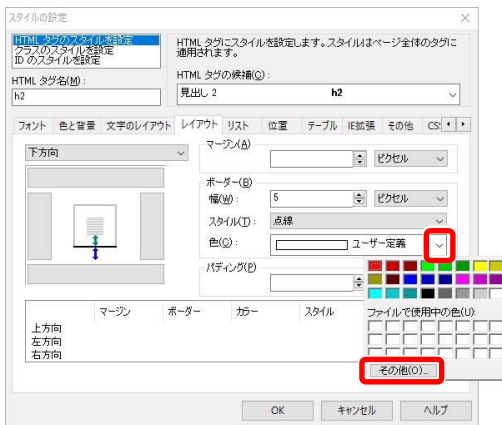 スタイルの設定
HTML タグのスタイルを設定
クラスのスタイルを設定
ID のスタイルを設定
HTML タグにスタイルを設定します。スタイルはページ全体のタグに
適用されます。
HTML タグ名(M) :
HTML タグの候補(C) :
h2
見出し 2 h2
フォント 色と背景 文字のレイアウト レイアウト リスト 位置 テーブル IE拡張 その他 CS
下方向
マージン(A)
ピクセル
ボーダー(B)
幅(W) : 5 ピクセル
スタイル(T) : 点線
色(C) : ユーザー定義
パディング(P)
マージン ボーダー カラー スタイル
ファイルで使用中の色(U):
上方向
左方向
右方向
その他(O)...
OK キャンセル ヘルプ